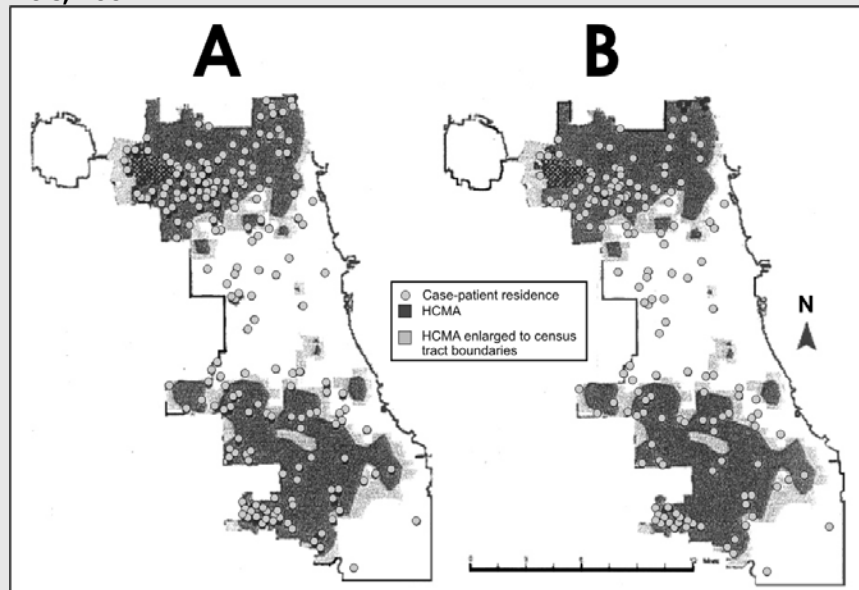 A B
Case-patient residence
HCMA
HCMA enlarged to census
tract boundaries
N